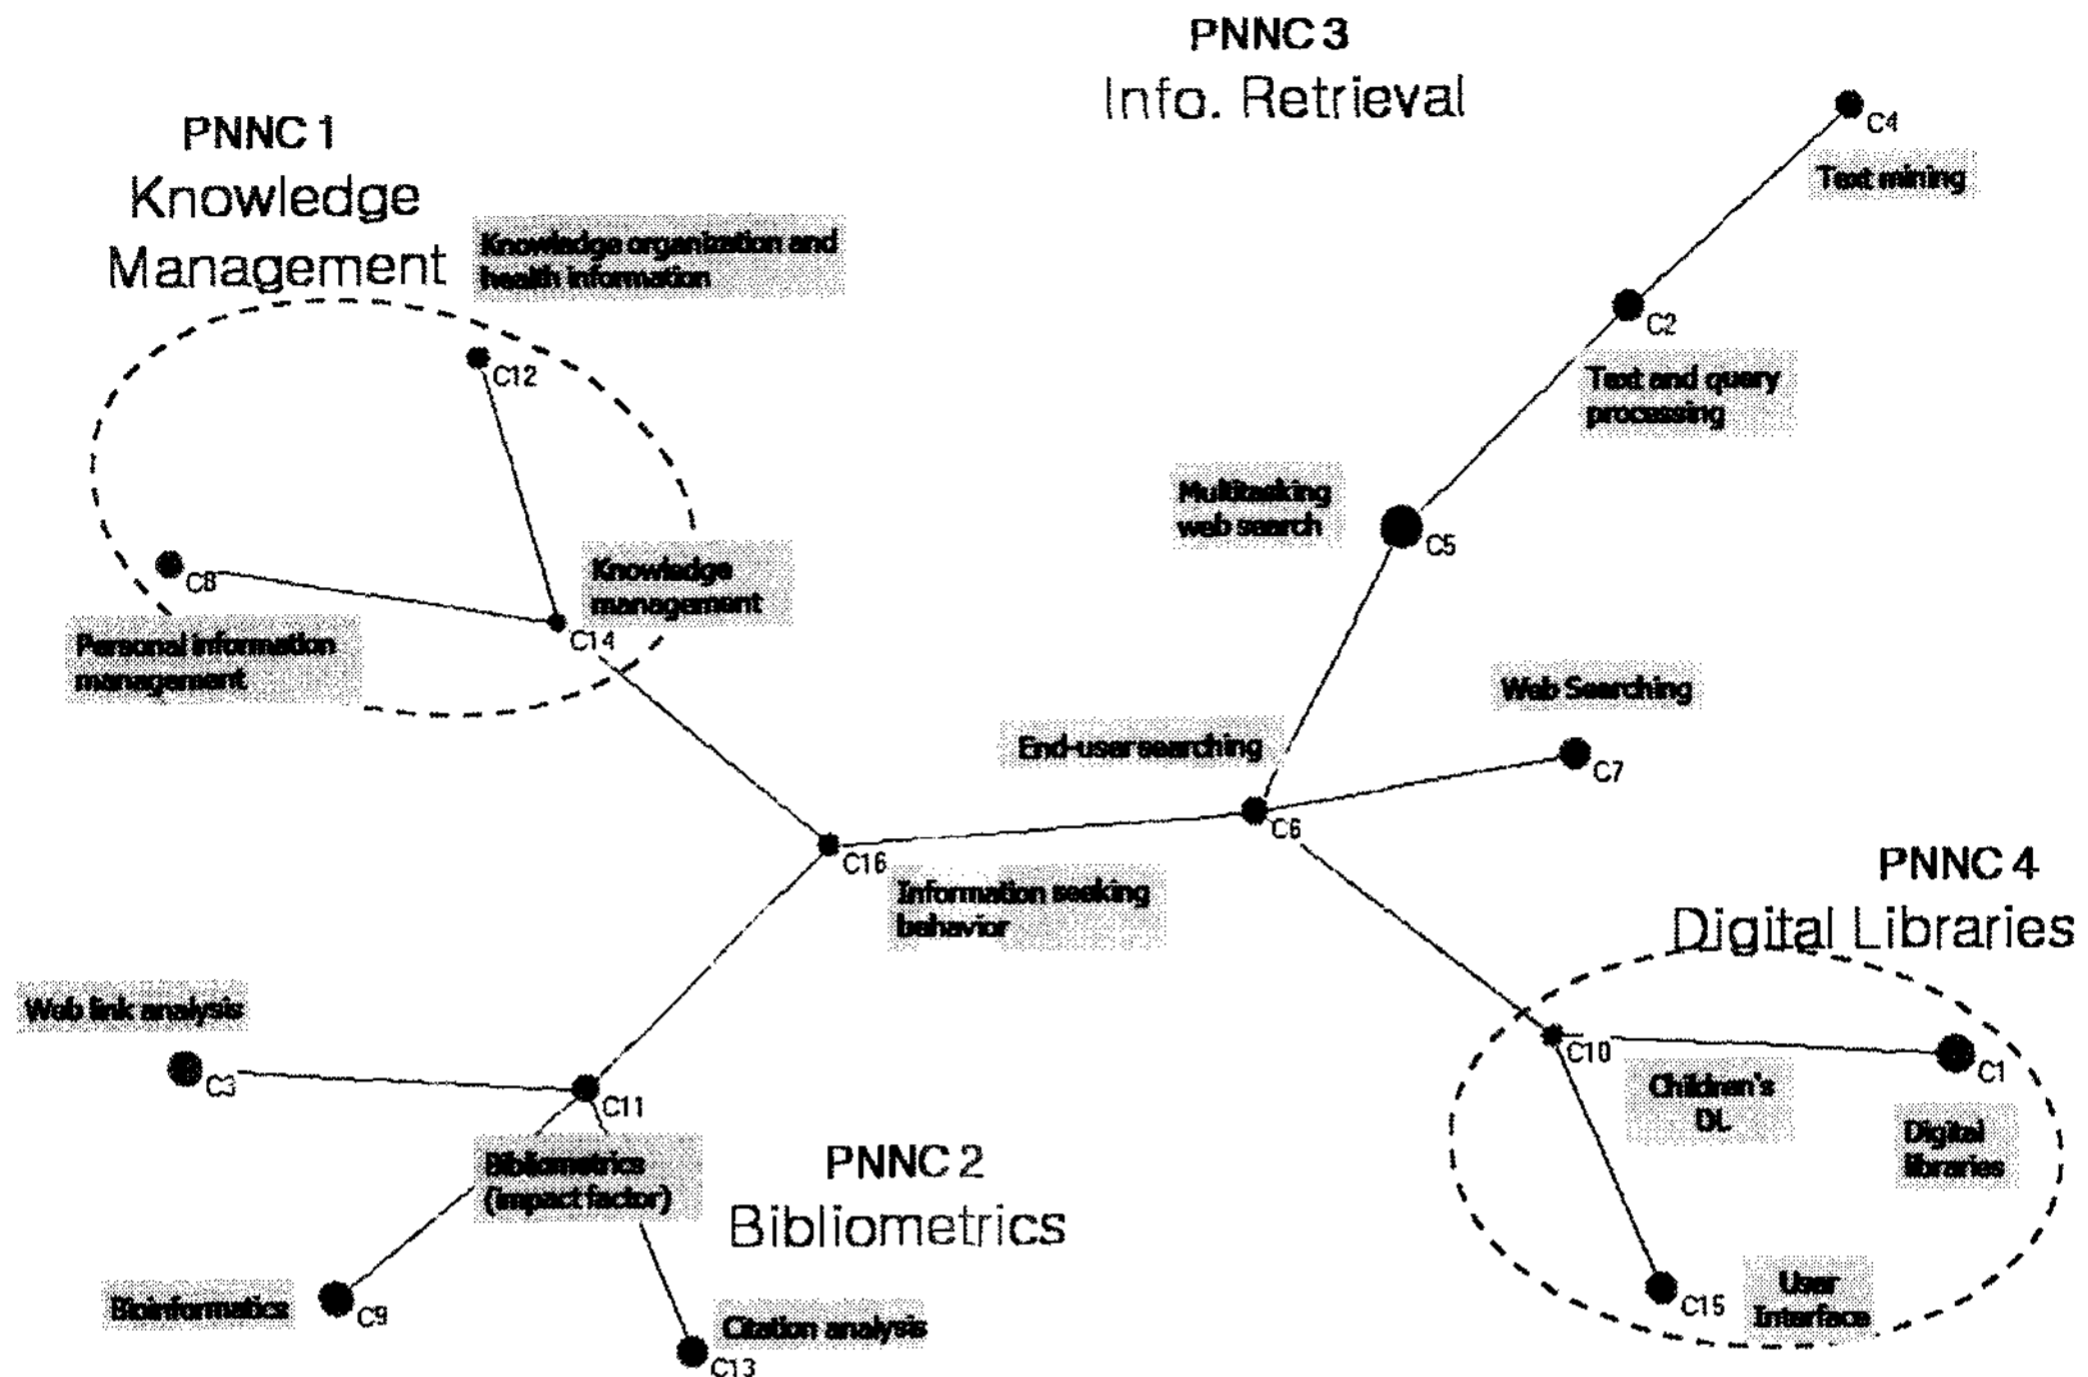 PNNC 3
Info. Retrieval
C4
Text mining
PNNC 1
Knowledge
Management
Knowledge organization and
health information
C12
C2
Text and query
processing
Multitasking
web search
C5
C8
Personal information
management
Knowledge
management
C14
Web Searching
C7
End-user searching
C6
C16
Information seeking
behavior
PNNC 4
Digital Libraries
C10
Children's
DL
C1
Digital
libraries
C15
User
Interface
Web link analysis
C3
C11
Bibliometrics
(impact factor)
PNNC 2
Bibliometrics
Bioinformatics
C9
Citation analysis
C13